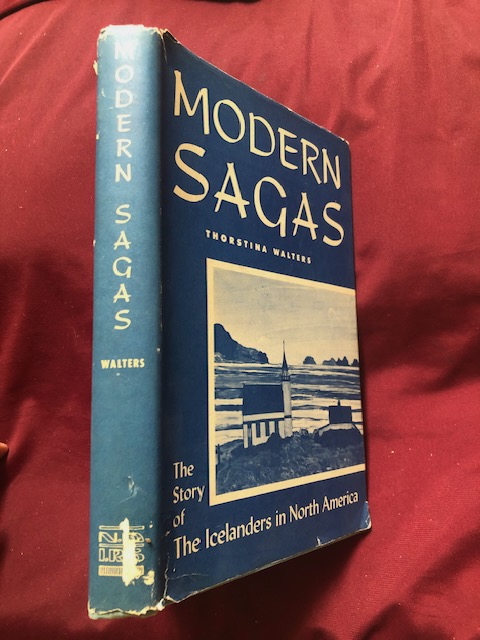 MODERN SAGAS
WALTERS
MODERN
SAGAS
THORSTINA WALTERS
The
Story
of
The Icelanders in North America